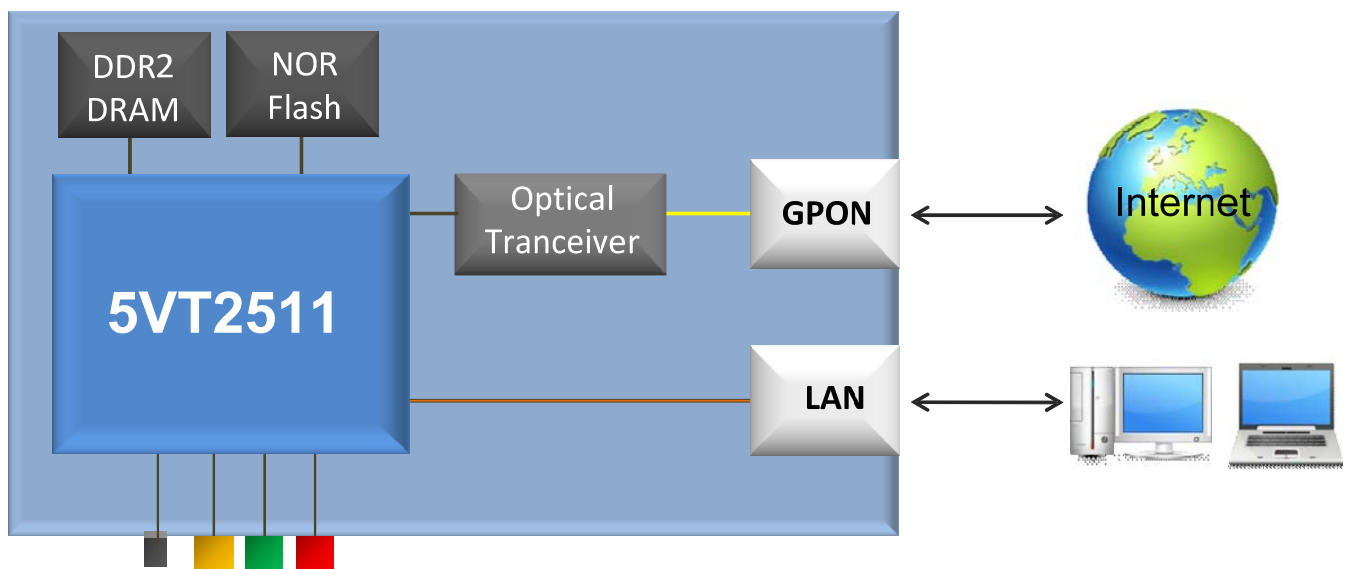 DDR2
DRAM
NOR
Flash
Optical
Tranceiver
GPON
Internet
5VT2511
LAN